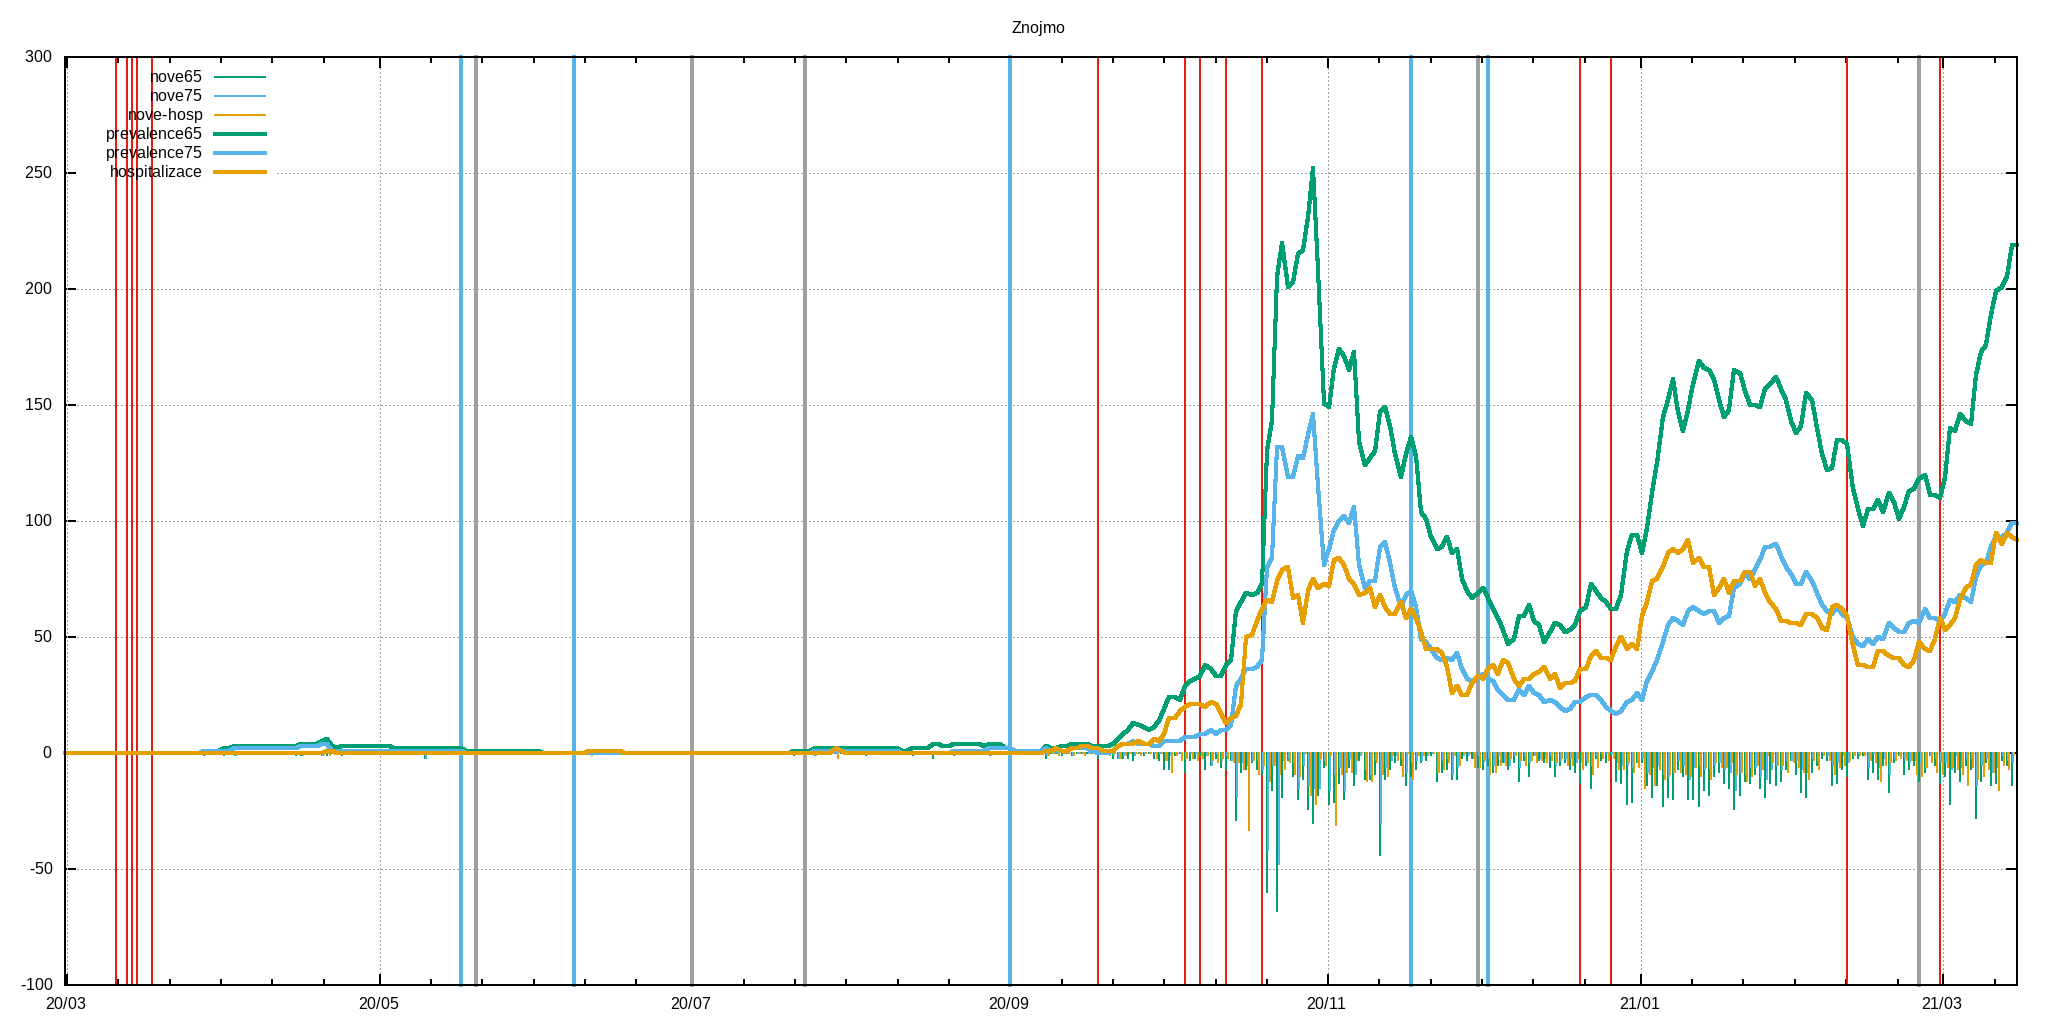 Znojmo
300
250
200
150
100
50
0
-50
-100
nove65
nove75
nove-hosp
prevalence65
prevalence75
hospitalizace
20/03 20/05 20/07 20/09 20/11 21/01 21/03